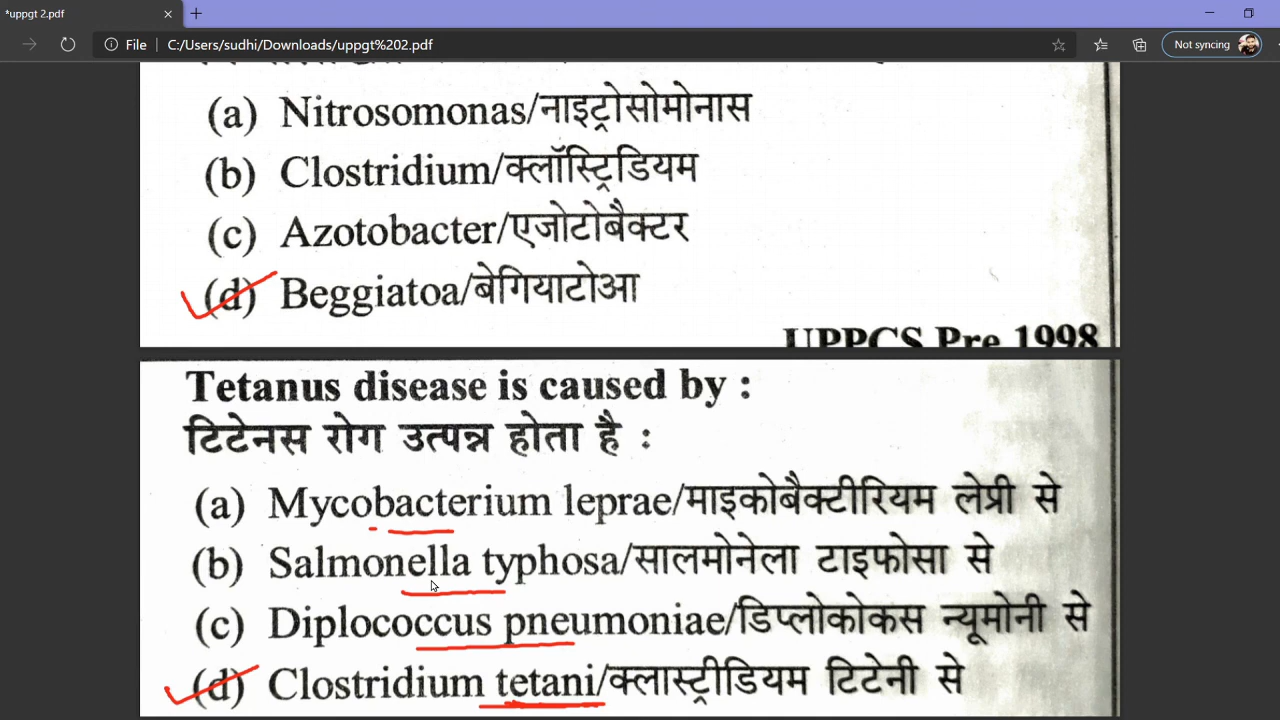 *uppgt 2.pdf
File
C:/Users/sudhi/Downloads/uppgt%202.pdf
Not syncing
(a) Nitrosomonas/नाइट्रोसोमोनास
(b) Clostridium/क्लॉस्ट्रिडियम
(c) Azotobacter/एजोटोबैक्टर
(d) Beggiatoa/बेगियाटोआ
UPPCS Pre 1998
Tetanus disease is caused by :
टिटेनस रोग उत्पन्न होता है :
(a) Mycobacterium leprae/माइकोबैक्टीरियम लेप्री से
(b) Salmonella typhosa/सालमोनेला टाइफोसा से
(c) Diplococcus pneumoniae/डिप्लोकोकस न्यूमोनी से
(d) Clostridium tetani/क्लास्ट्रीडियम टिटेनी से